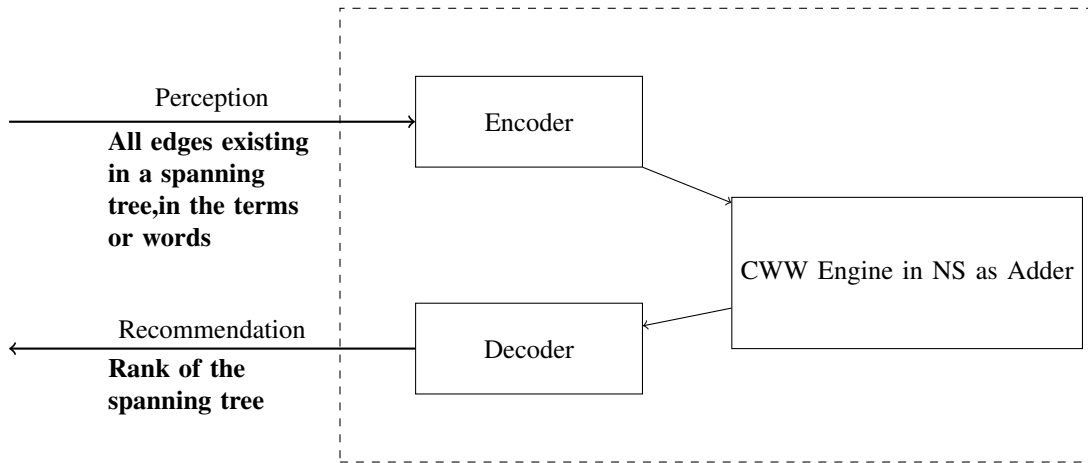 Perception
All edges existing
in a spanning
tree,in the terms
or words
Encoder
CWW Engine in NS as Adder
Recommendation
Rank of the
spanning tree
Decoder